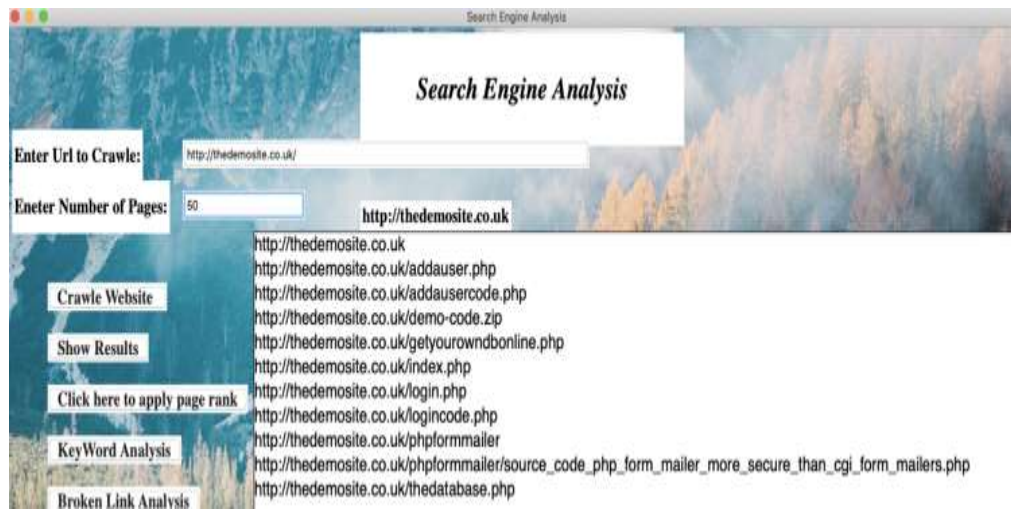 Search Engine Analysis
Search Engine Analysis
Enter Url to Crawle:
http://thedemosite.co.uk/
Eneter Number of Pages:
50
http://thedemosite.co.uk
http://thedemosite.co.uk
http://thedemosite.co.uk/addauser.php
http://thedemosite.co.uk/addausercode.php
http://thedemosite.co.uk/demo-code.zip
http://thedemosite.co.uk/getyourowndbonline.php
http://thedemosite.co.uk/index.php
http://thedemosite.co.uk/login.php
http://thedemosite.co.uk/logincode.php
http://thedemosite.co.uk/phpformmailer
http://thedemosite.co.uk/phpformmailer/source_code_php_form_mailer_more_secure_than_cgi_form_mailers.php
http://thedemosite.co.uk/thedatabase.php
Crawle Website
Show Results
Click here to apply page rank
KeyWord Analysis
Broken Link Analysis